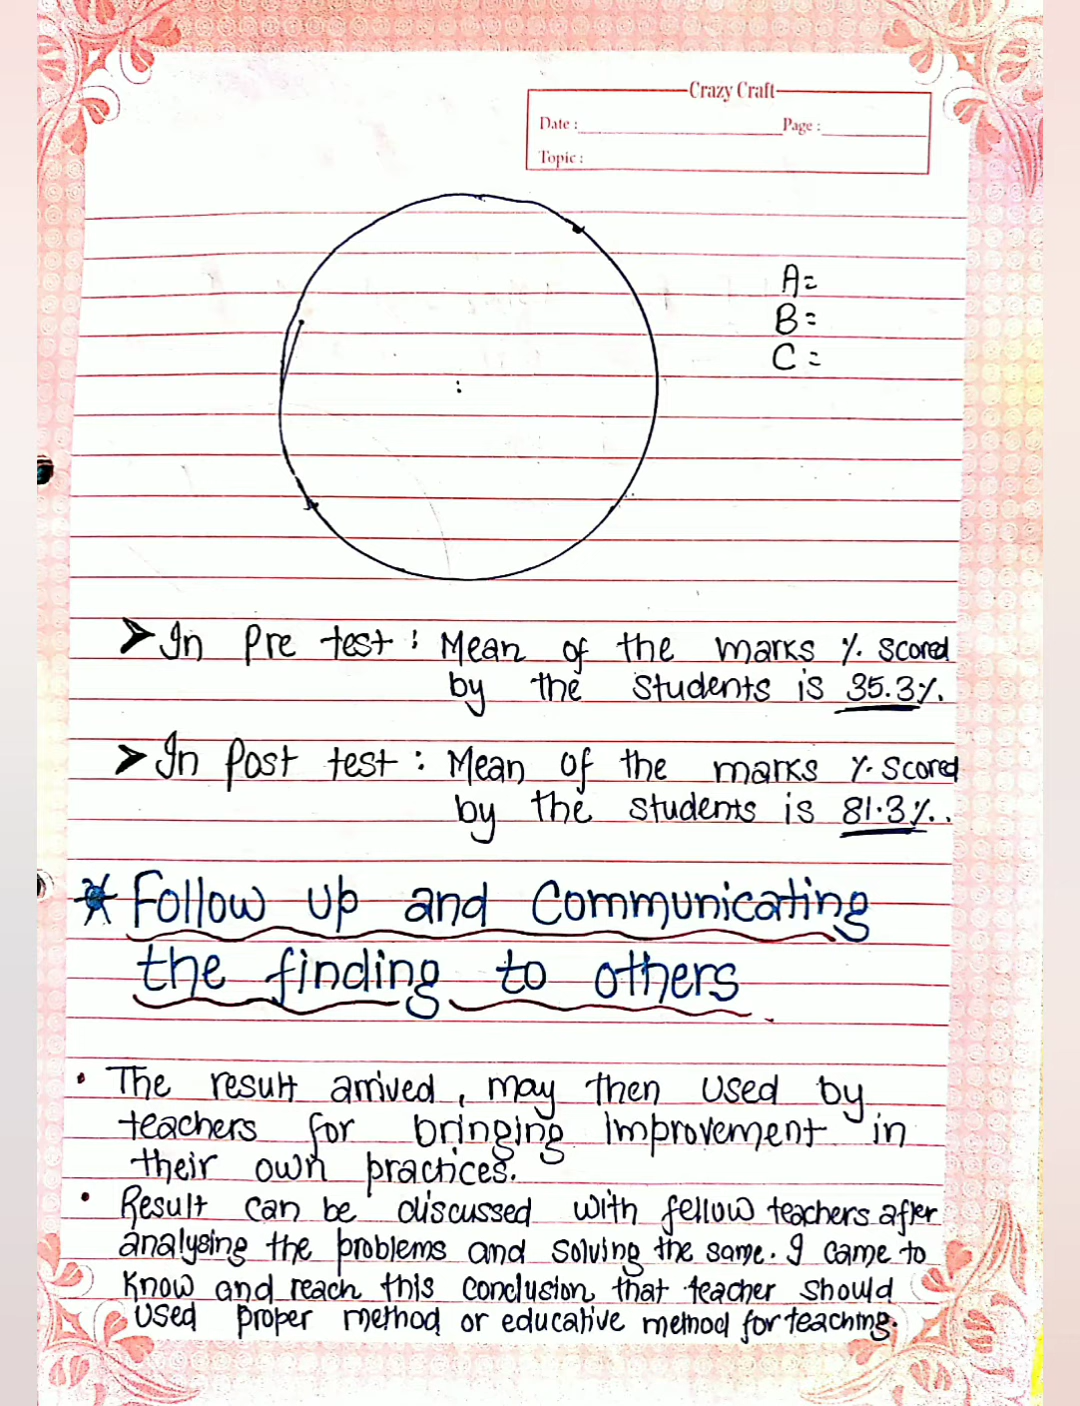 Crazy Craft
Date : Page :
Topic :
A=
B=
C=
➤ In Pre test : Mean of the marks % scored
by the students is 35.3%.
➤ In Post test : Mean of the marks % scored
by the students is 81.3%..
* Follow up and Communicating
the finding to others
• The result arrived, may then used by
teachers for bringing improvement in
their own practices.
• Result can be discussed with fellow teachers after
analysing the problems and solving the same. I came to
know and reach this conclusion that teacher should
used proper method or educative method for teaching.